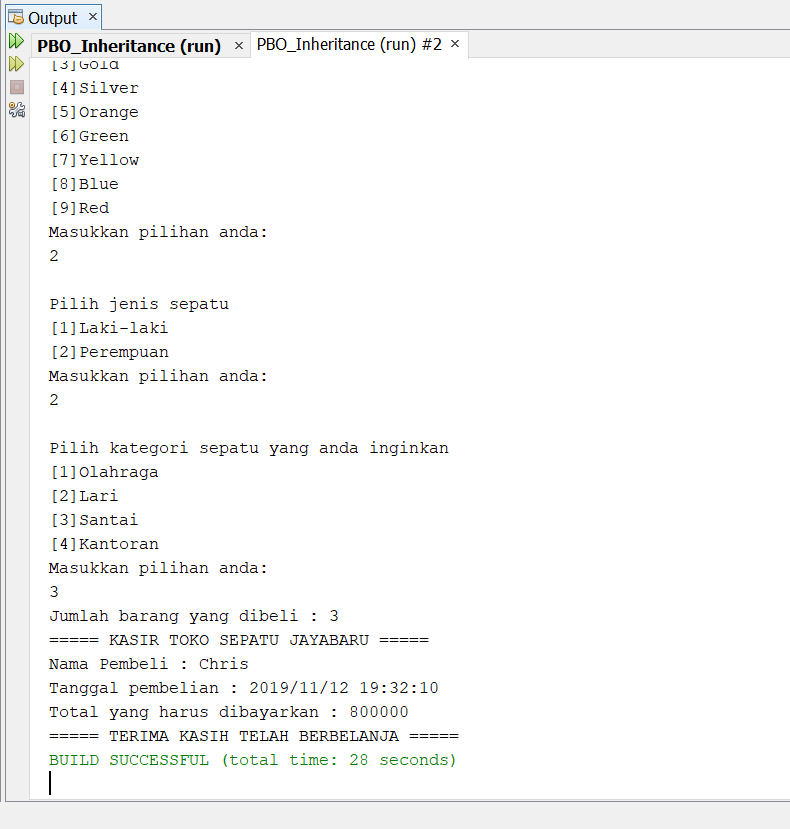 Output
PBO_Inheritance (run) PBO_Inheritance (run) #2
[3]Gold
[4]Silver
[5]Orange
[6]Green
[7]Yellow
[8]Blue
[9]Red
Masukkan pilihan anda:
2
Pilih jenis sepatu
[1]Laki-laki
[2]Perempuan
Masukkan pilihan anda:
2
Pilih kategori sepatu yang anda inginkan
[1]Olahraga
[2]Lari
[3]Santai
[4]Kantoran
Masukkan pilihan anda:
3
Jumlah barang yang dibeli : 3
===== KASIR TOKO SEPATU JAYABARU =====
Nama Pembeli : Chris
Tanggal pembelian : 2019/11/12 19:32:10
Total yang harus dibayarkan : 800000
===== TERIMA KASIH TELAH BERBELANJA =====
BUILD SUCCESSFUL (total time: 28 seconds)